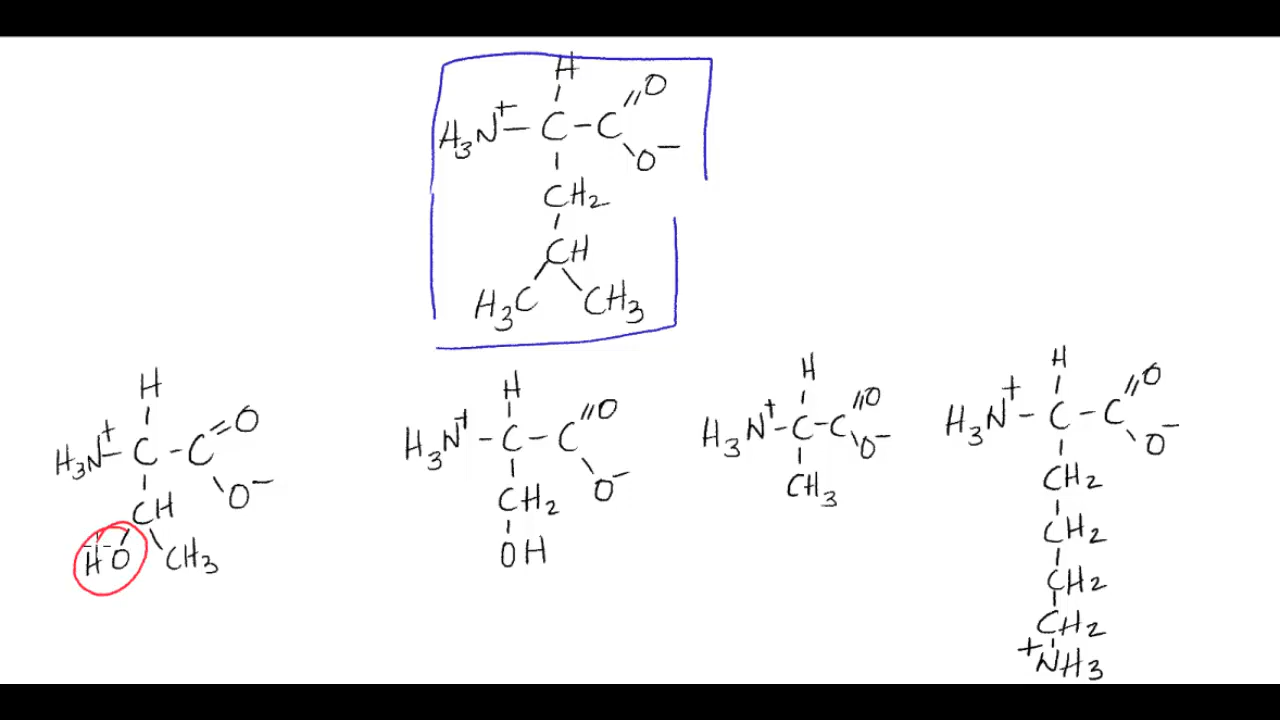 H
H3N+ – C – C =O
O−
CH2
CH
H3C CH3
H
H3N+ – C – C =O
O−
CH
HO CH3
H
H3N+ – C – C =O
O−
CH2
OH
H
H3N+ – C – C =O
O−
CH3
H
H3N+ – C – C =O
O−
CH2
CH2
CH2
CH2
+NH3